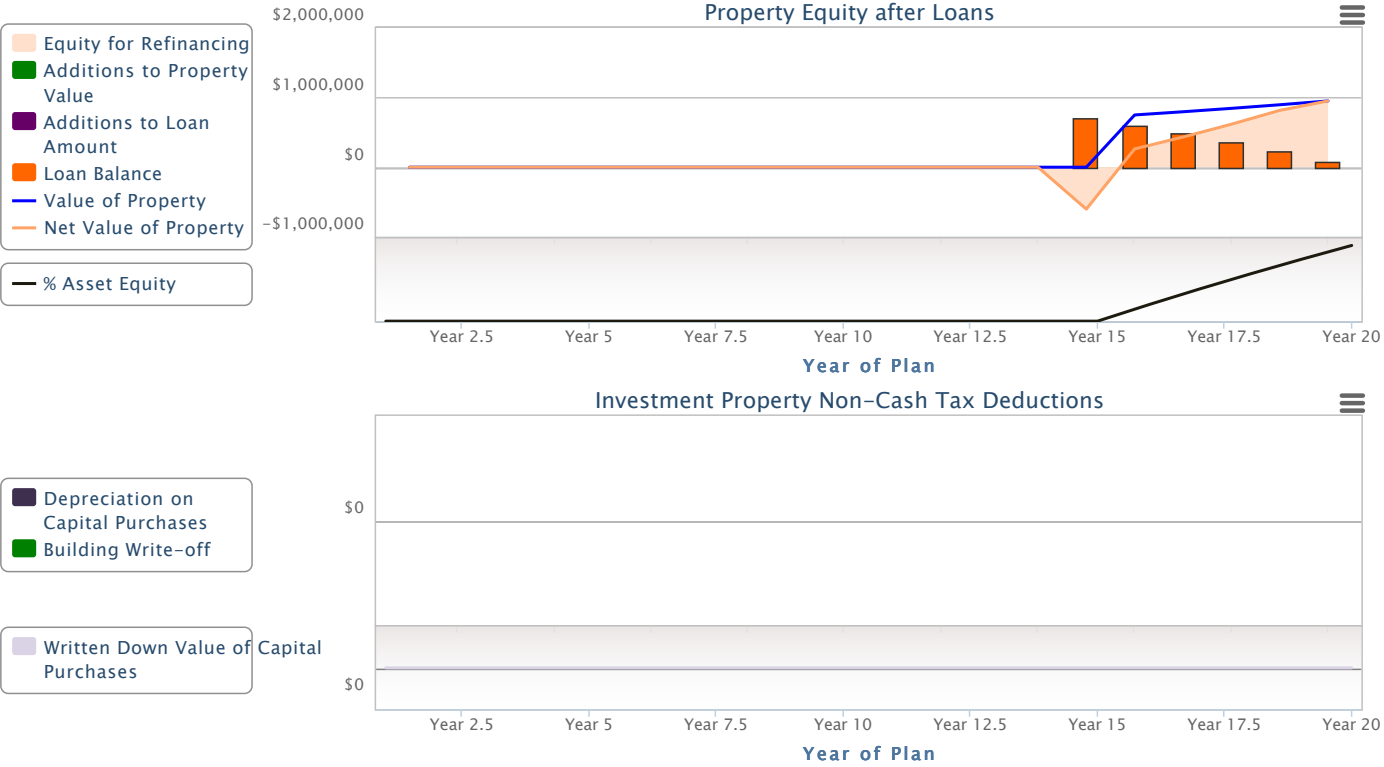 Property Equity after Loans
$2,000,000
$1,000,000
$0
-$1,000,000
Equity for Refinancing
Additions to Property
Value
Additions to Loan
Amount
Loan Balance
Value of Property
Net Value of Property
% Asset Equity
Year 2.5 Year 5 Year 7.5 Year 10 Year 12.5 Year 15 Year 17.5 Year 20
Year of Plan
Investment Property Non-Cash Tax Deductions
Depreciation on
Capital Purchases
Building Write-off
$0
Written Down Value of Capital
Purchases
$0
Year 2.5 Year 5 Year 7.5 Year 10 Year 12.5 Year 15 Year 17.5 Year 20
Year of Plan